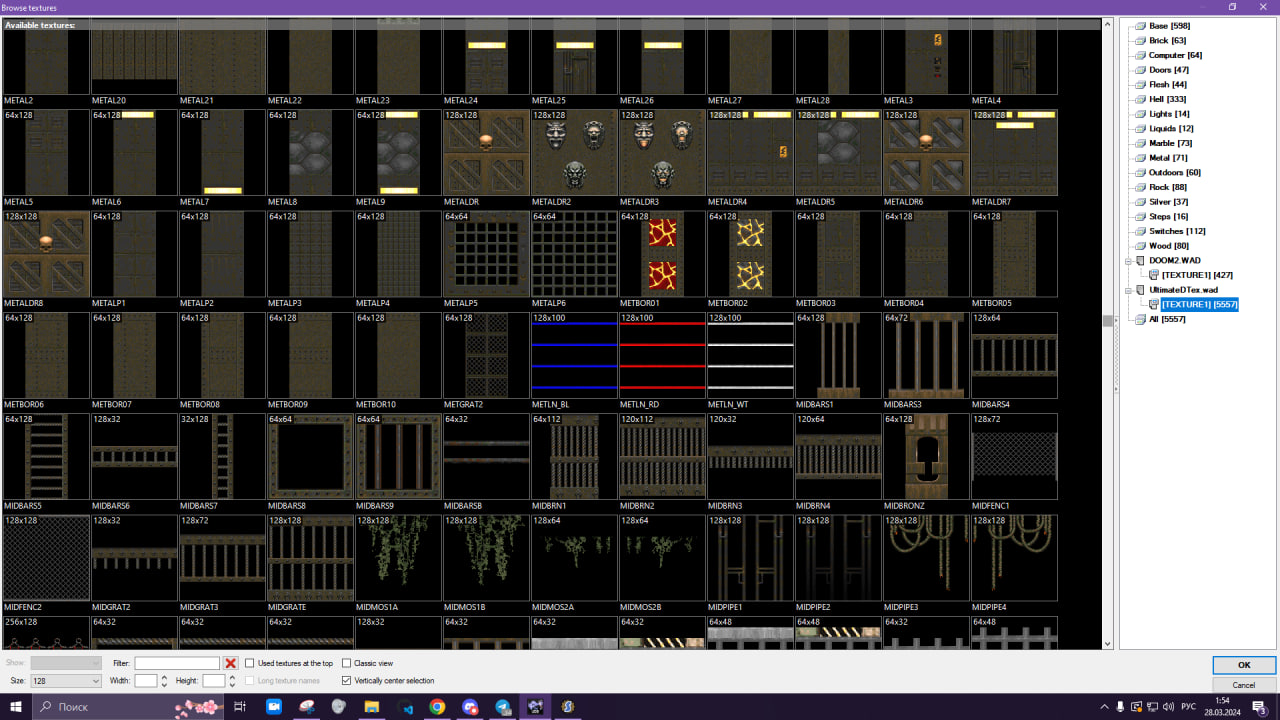 Browse textures
Available textures:
METAL2 METAL20 METAL21 METAL22 METAL23 METAL24 METAL25 METAL26 METAL27 METAL28 METAL3 METAL4
64x128 64x128 64x128 64x128 64x128 128x128 128x128 128x128 128x128 128x128 128x128 128x128
METAL5 METAL6 METAL7 METAL8 METAL9 METALDR METALDR2 METALDR3 METALDR4 METALDR5 METALDR6 METALDR7
128x128 64x128 64x128 64x128 64x128 64x64 64x64 64x128 64x128 64x128 64x128 64x128
METALDR8 METALP1 METALP2 METALP3 METALP4 METALP5 METALP6 METBOR01 METBOR02 METBOR03 METBOR04 METBOR05
64x128 64x128 64x128 64x128 64x128 64x128 128x100 128x100 128x100 64x128 64x72 128x64
METBOR06 METBOR07 METBOR08 METBOR09 METBOR10 METGRAT2 METLN_BL METLN_RD METLN_WT MIDBARS1 MIDBARS3 MIDBARS4
64x128 128x32 32x128 64x64 64x64 64x32 64x112 120x112 120x32 120x64 64x128 128x72
MIDBARS5 MIDBARS6 MIDBARS7 MIDBARS8 MIDBARS9 MIDBARSB MIDBRN1 MIDBRN2 MIDBRN3 MIDBRN4 MIDBRONZ MIDFENC1
128x128 128x32 128x72 128x128 128x128 128x128 128x64 128x64 128x128 128x128 128x128 128x128
MIDFENC2 MIDGRAT2 MIDGRAT3 MIDGRATE MIDMOS1A MIDMOS1B MIDMOS2A MIDMOS2B MIDPIPE1 MIDPIPE2 MIDPIPE3 MIDPIPE4
256x128 64x32 64x32 64x32 128x32 64x32 64x32 64x32 64x48 64x48 64x32 64x48
Base [598]
Brick [63]
Computer [64]
Doors [47]
Flesh [44]
Hell [333]
Lights [14]
Liquids [12]
Marble [73]
Metal [71]
Outdoors [60]
Rock [88]
Silver [37]
Steps [16]
Switches [112]
Wood [80]
DOOM2.WAD
[TEXTURE1] [427]
UltimateDTex.wad
[TEXTURE1] [5557]
All [5557]
Show: Filter: Used textures at the top Classic view
Size: 128 Width: Height: Long texture names Vertically center selection
OK
Cancel
Поиск
РУС
1:54
28.03.2024
3